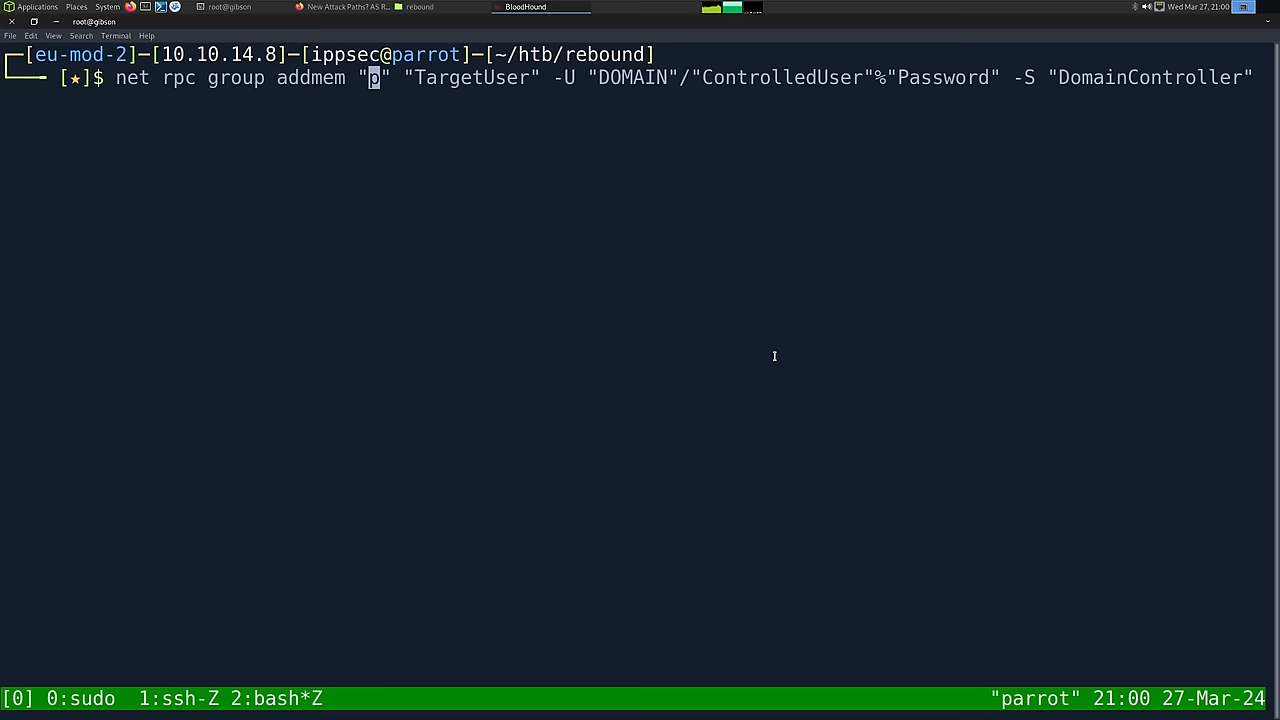 Applications Places System root@gibson New Attack Paths? AS R... rebound BloodHound Wed Mar 27, 21:00
root@gibson
File Edit View Search Terminal Help
[eu-mod-2]─[10.10.14.8]─[ippsec@parrot]─[~/htb/rebound]
[★]$ net rpc group addmem "p" "TargetUser" -U "DOMAIN"/"ControlledUser"%"Password" -S "DomainController"
[0] 0:sudo 1:ssh-Z 2:bash*Z "parrot" 21:00 27-Mar-24